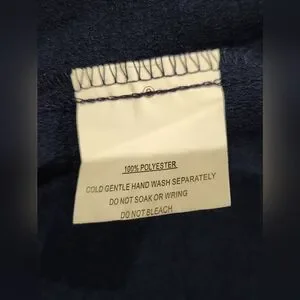 100% POLYESTER
COLD GENTLE HAND WASH SEPARATELY
DO NOT SOAK OR WRING
DO NOT BLEACH